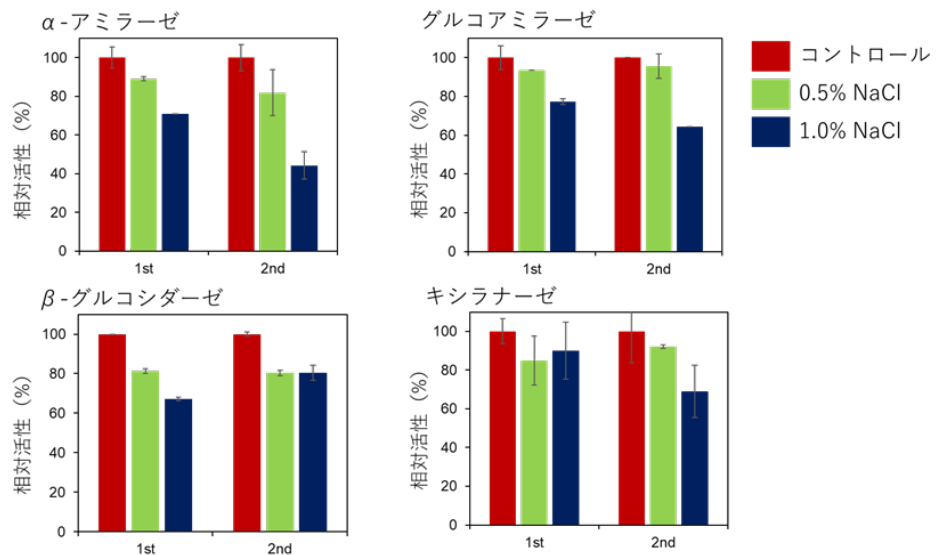 α-アミラーゼ
相対活性（%）
100
80
60
40
20
0
1st 2nd
グルコアミラーゼ
相対活性（%）
100
80
60
40
20
0
1st 2nd
コントロール
0.5% NaCl
1.0% NaCl
β-グルコシダーゼ
相対活性（%）
100
80
60
40
20
0
1st 2nd
キシラナーゼ
相対活性（%）
100
80
60
40
20
0
1st 2nd